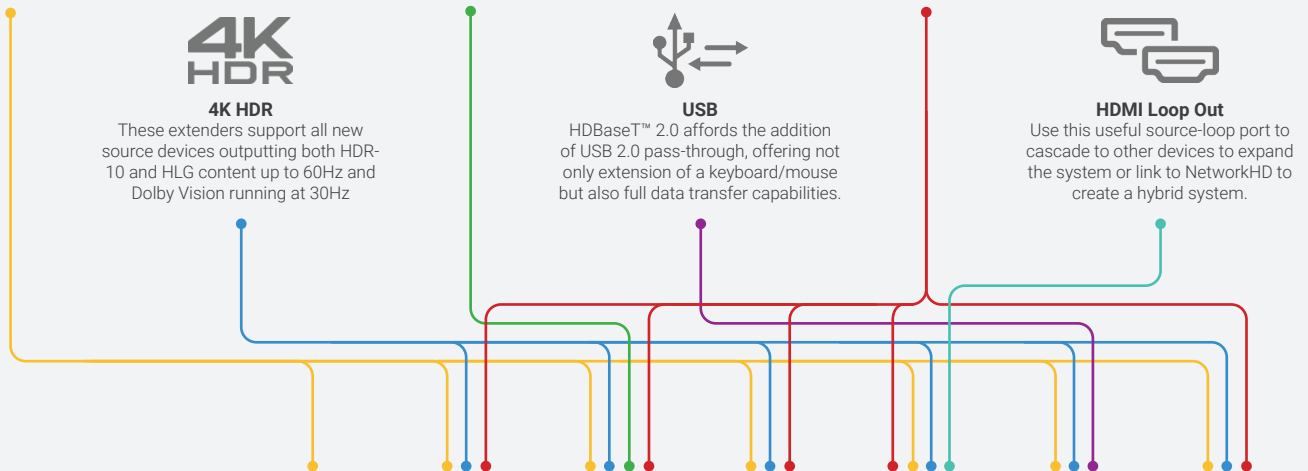 4K
HDR
4K HDR
These extenders support all new
source devices outputting both HDR-
10 and HLG content up to 60Hz and
Dolby Vision running at 30Hz
USB
HDBaseT™ 2.0 affords the addition
of USB 2.0 pass-through, offering not
only extension of a keyboard/mouse
but also full data transfer capabilities.
HDMI Loop Out
Use this useful source-loop port to
cascade to other devices to expand
the system or link to NetworkHD to
create a hybrid system.